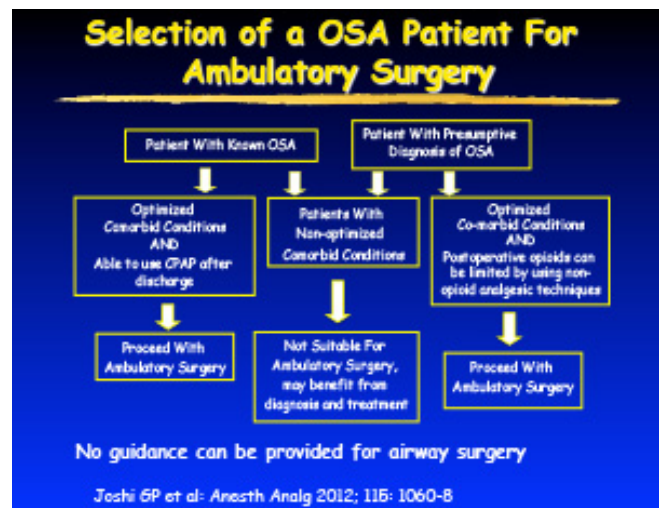 Selection of a OSA Patient For
Ambulatory Surgery
Patient With Known OSA
Patient With Presumptive
Diagnosis of OSA
Optimized
Comorbid Conditions
AND
Able to use CPAP after
discharge
Patients With
Non-optimized
Comorbid Conditions
Optimized
Co-morbid Conditions
AND
Postoperative opioids can
be limited by using non-
opioid analgesic techniques
Proceed With
Ambulatory Surgery
Not Suitable For
Ambulatory Surgery,
may benefit from
diagnosis and treatment
Proceed With
Ambulatory Surgery
No guidance can be provided for airway surgery
Joshi GP et al: Anesth Analg 2012; 115: 1060-8